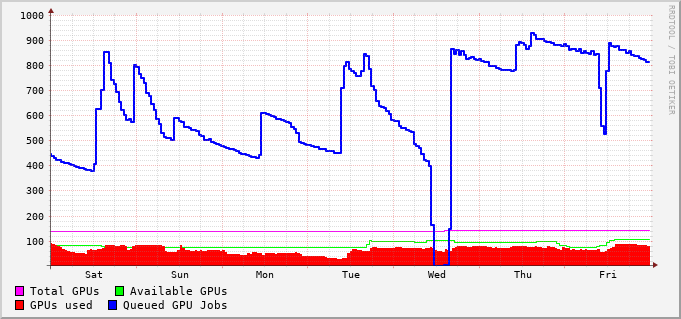 1000
900
800
700
600
500
400
300
200
100
Sat Sun Mon Tue Wed Thu Fri
Total GPUs Available GPUs
GPUs used Queued GPU Jobs
RRDTOOL / TOBI OETIKER